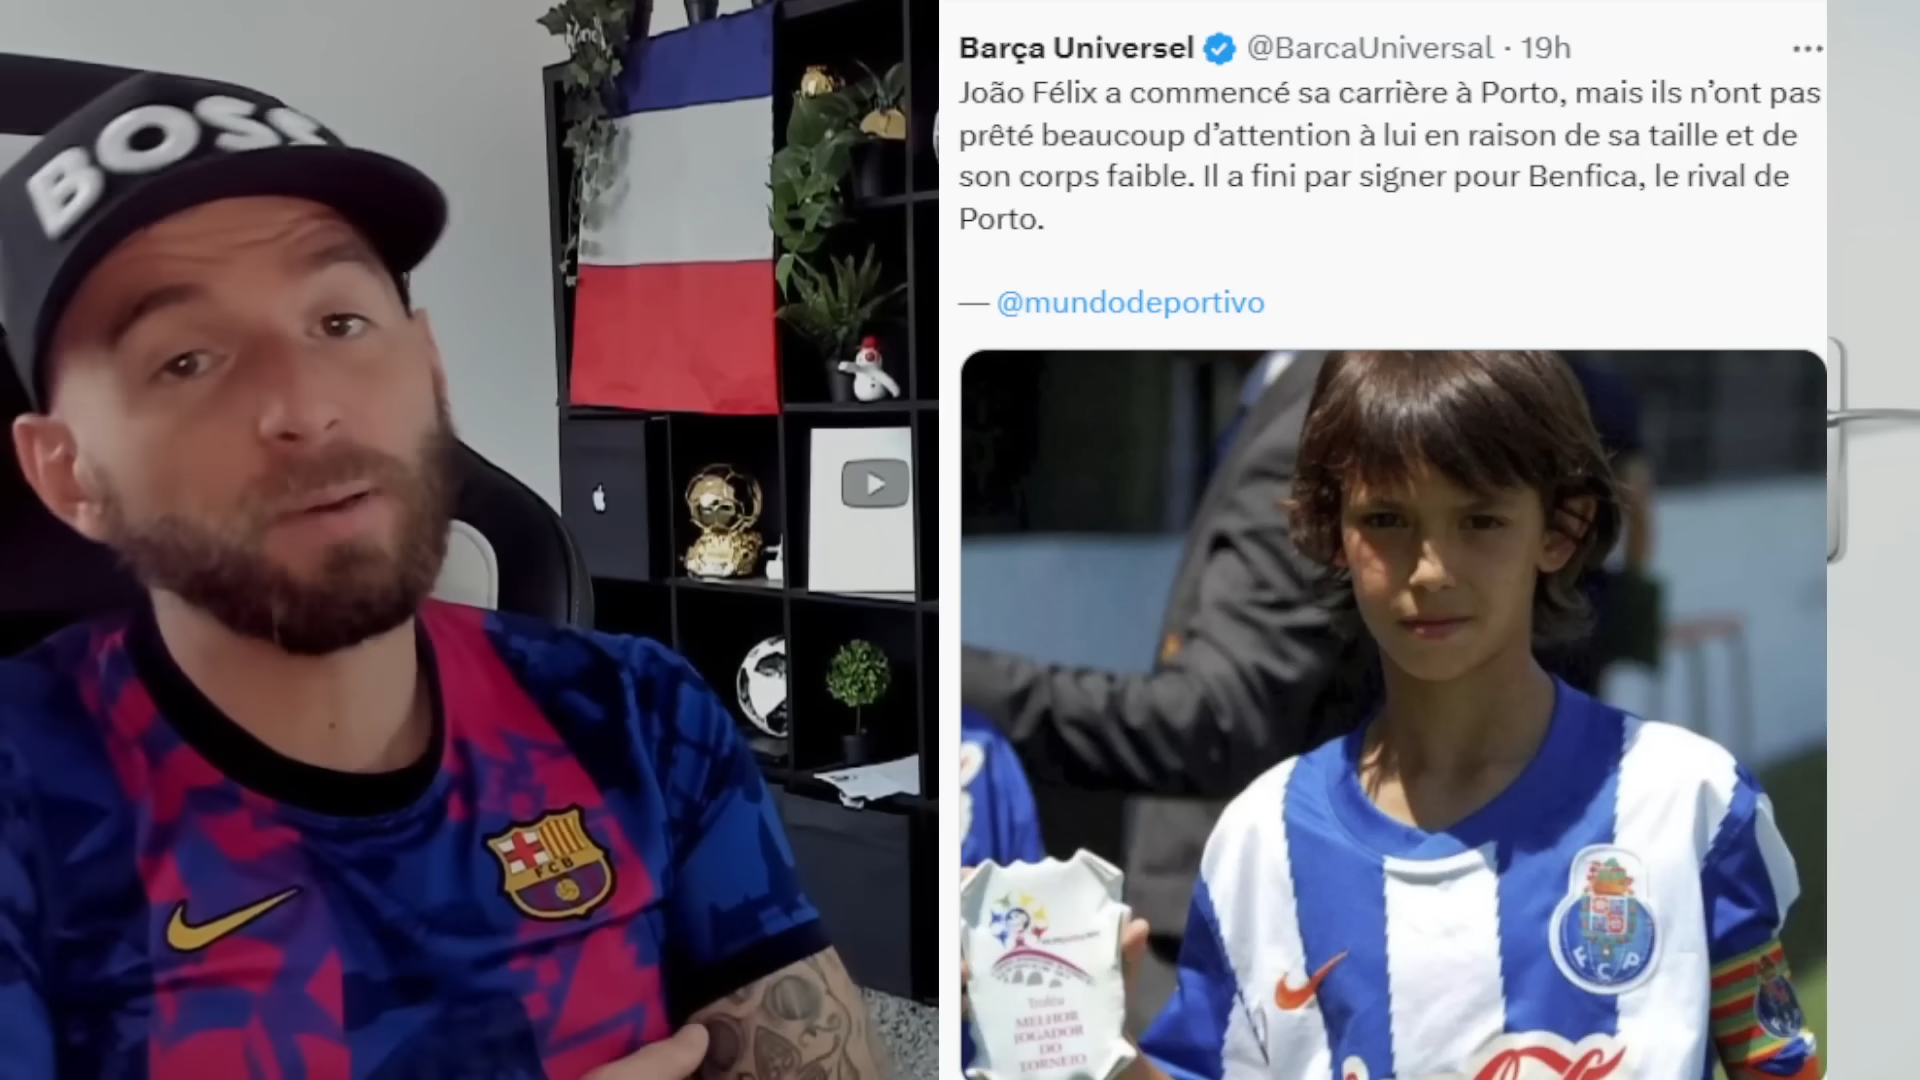 BOSS
FCB
Barça Universel @BarcaUniversal · 19h
João Félix a commencé sa carrière à Porto, mais ils n’ont pas
prêté beaucoup d’attention à lui en raison de sa taille et de
son corps faible. Il a fini par signer pour Benfica, le rival de
Porto.
— @mundodeportivo
FCP
Troféu
MELHOR
JOGADOR
DO
TORNEIO